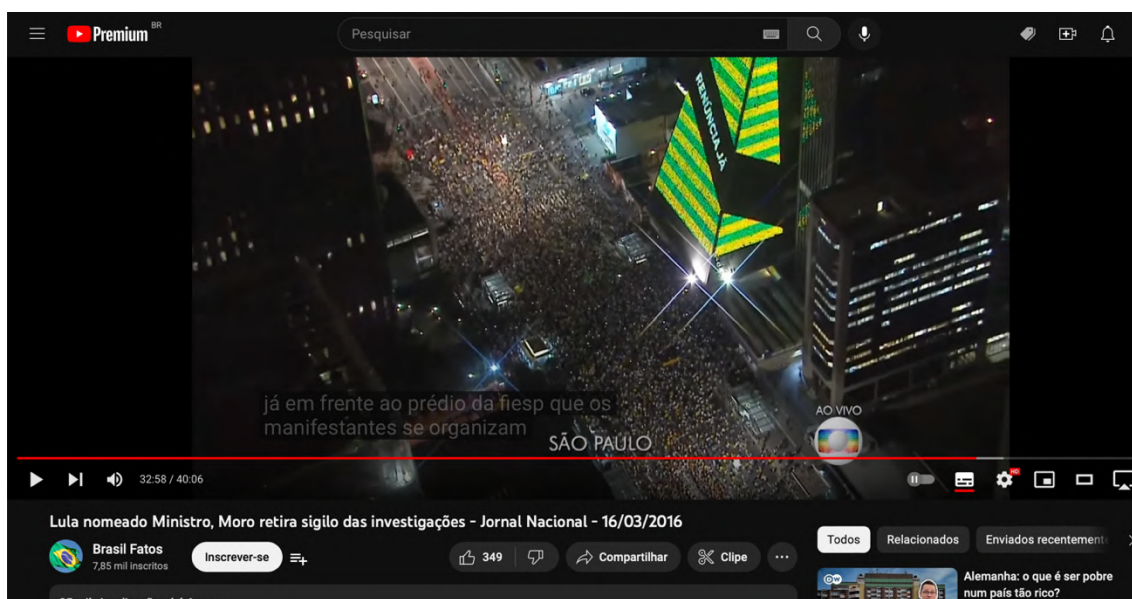 Premium BR
Pesquisar
RENÚNCIA JÁ
já em frente ao prédio da fiesp que os
manifestantes se organizam
SÃO PAULO
AO VIVO
32:58 / 40:06
HD
Lula nomeado Ministro, Moro retira sigilo das investigações - Jornal Nacional - 16/03/2016
Brasil Fatos
7,85 mil inscritos
Inscrever-se
349
Compartilhar
Clipe
Todos
Relacionados
Enviados recentemente
DW
Alemanha: o que é ser pobre
num país tão rico?